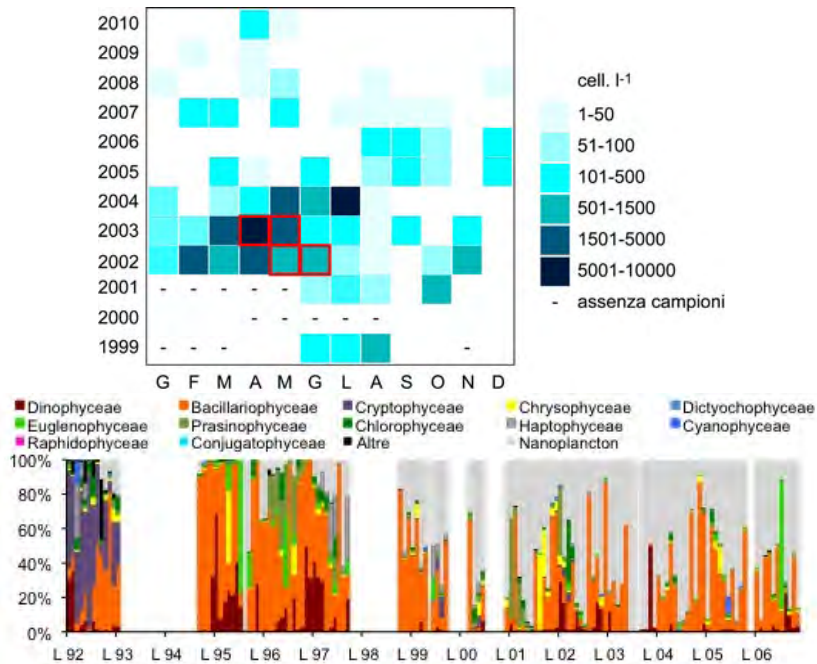 2010
2009
2008
2007
2006
2005
2004
2003
2002
2001 - - - - -
2000 - - - - -
1999 - - - -
G F M A M G L A S O N D
cell. l-1
1-50
51-100
101-500
501-1500
1501-5000
5001-10000
- assenza campioni
Dinophyceae Bacillariophyceae Cryptophyceae Chrysophyceae Dictyochophyceae
Euglenophyceae Prasinophyceae Chlorophyceae Haptophyceae Cyanophyceae
Raphidophyceae Conjugatophyceae Altre Nanoplancton
100%
80%
60%
40%
20%
0%
L 92 L 93 L 94 L 95 L 96 L 97 L 98 L 99 L 00 L 01 L 02 L 03 L 04 L 05 L 06